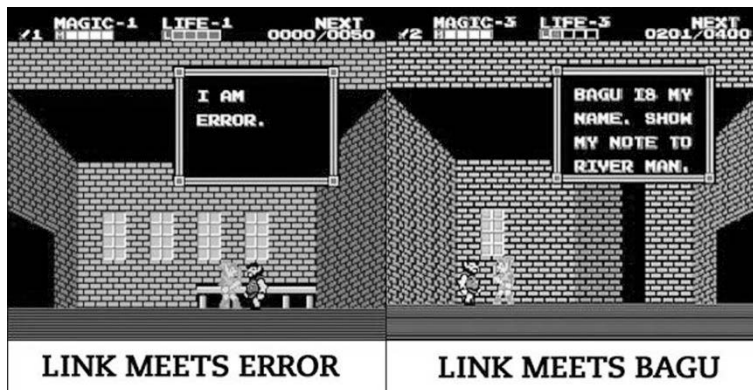 MAGIC-1 LIFE-1 NEXT
1 0000/0050
I AM
ERROR.
LINK MEETS ERROR
MAGIC-3 LIFE-3 NEXT
2 0201/0400
BAGU IS MY
NAME. SHOW
MY NOTE TO
RIVER MAN.
LINK MEETS BAGU